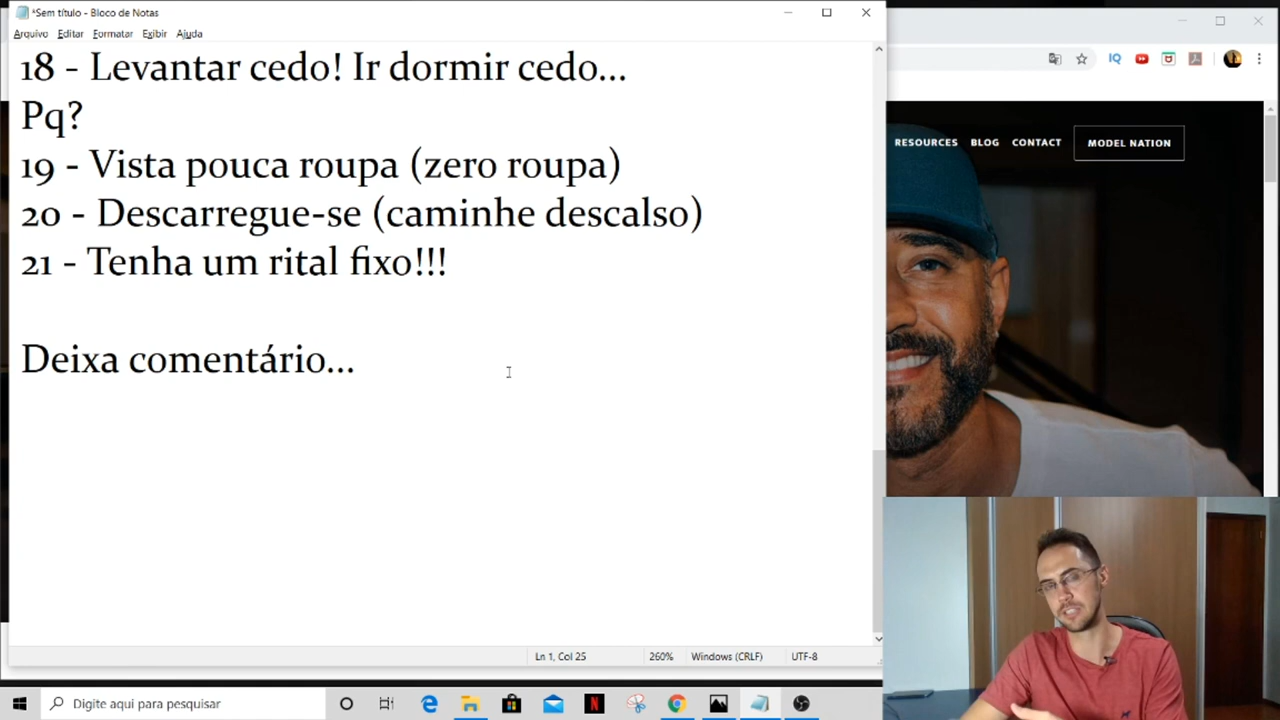 *Sem título - Bloco de Notas
Arquivo Editar Formatar Exibir Ajuda
18 - Levantar cedo! Ir dormir cedo...
Pq?
19 - Vista pouca roupa (zero roupa)
20 - Descarregue-se (caminhe descalso)
21 - Tenha um rital fixo!!!
Deixa comentário...
Ln 1, Col 25 260% Windows (CRLF) UTF-8
IQ
RESOURCES BLOG CONTACT MODEL NATION
Digite aqui para pesquisar